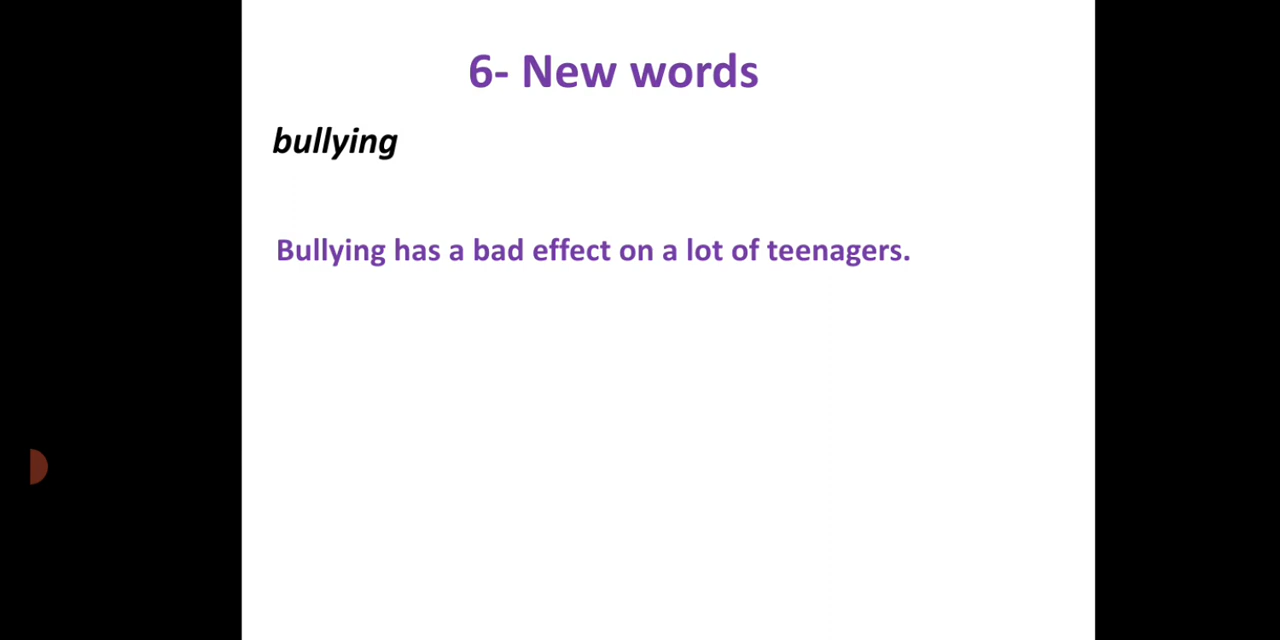 6- New words
bullying
Bullying has a bad effect on a lot of teenagers.